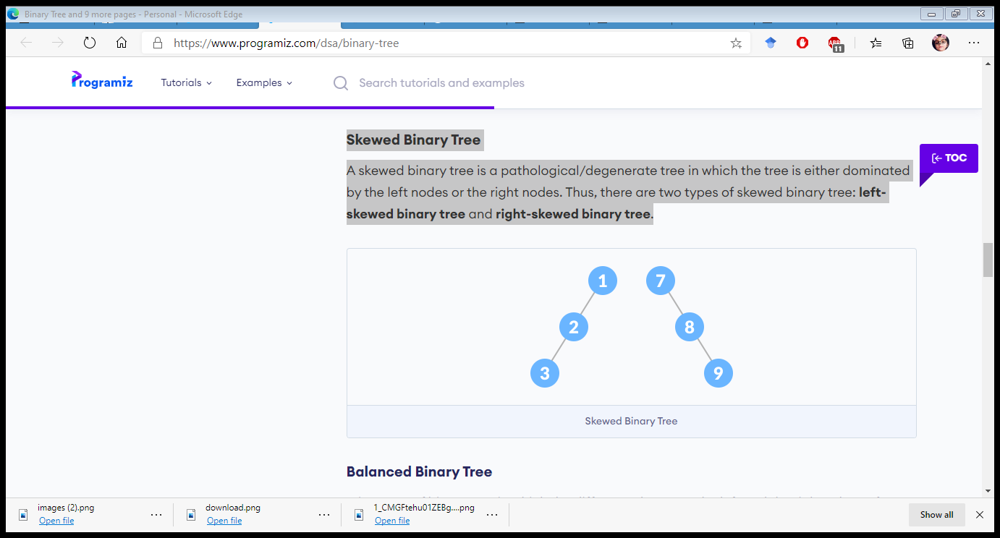 Binary Tree and 9 more pages - Personal - Microsoft Edge
https://www.programiz.com/dsa/binary-tree
11
Programiz
Tutorials
Examples
Search tutorials and examples
Skewed Binary Tree
TOC
A skewed binary tree is a pathological/degenerate tree in which the tree is either dominated
by the left nodes or the right nodes. Thus, there are two types of skewed binary tree: left-
skewed binary tree and right-skewed binary tree.
1 7
2 8
3 9
Skewed Binary Tree
Balanced Binary Tree
images (2).png
Open file
download.png
Open file
1_CMGFtehu01ZEBg....png
Open file
Show all